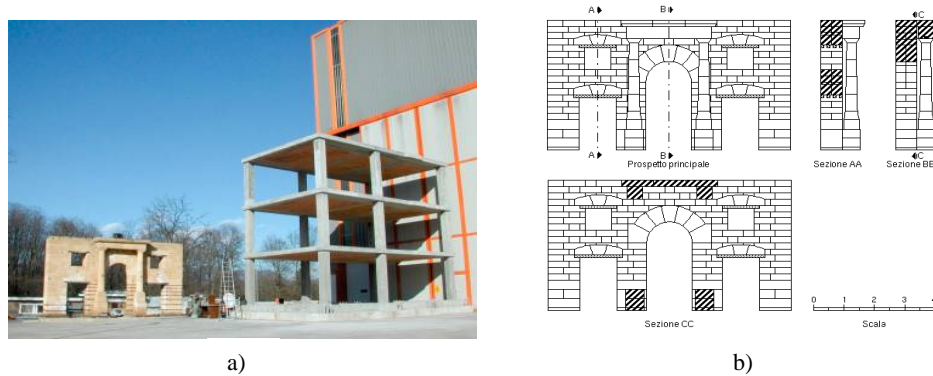 A B
C
A B C
Prospetto principale Sezione AA Sezione BB
0 1 2 3 4
Sezione CC Scala
a) b)